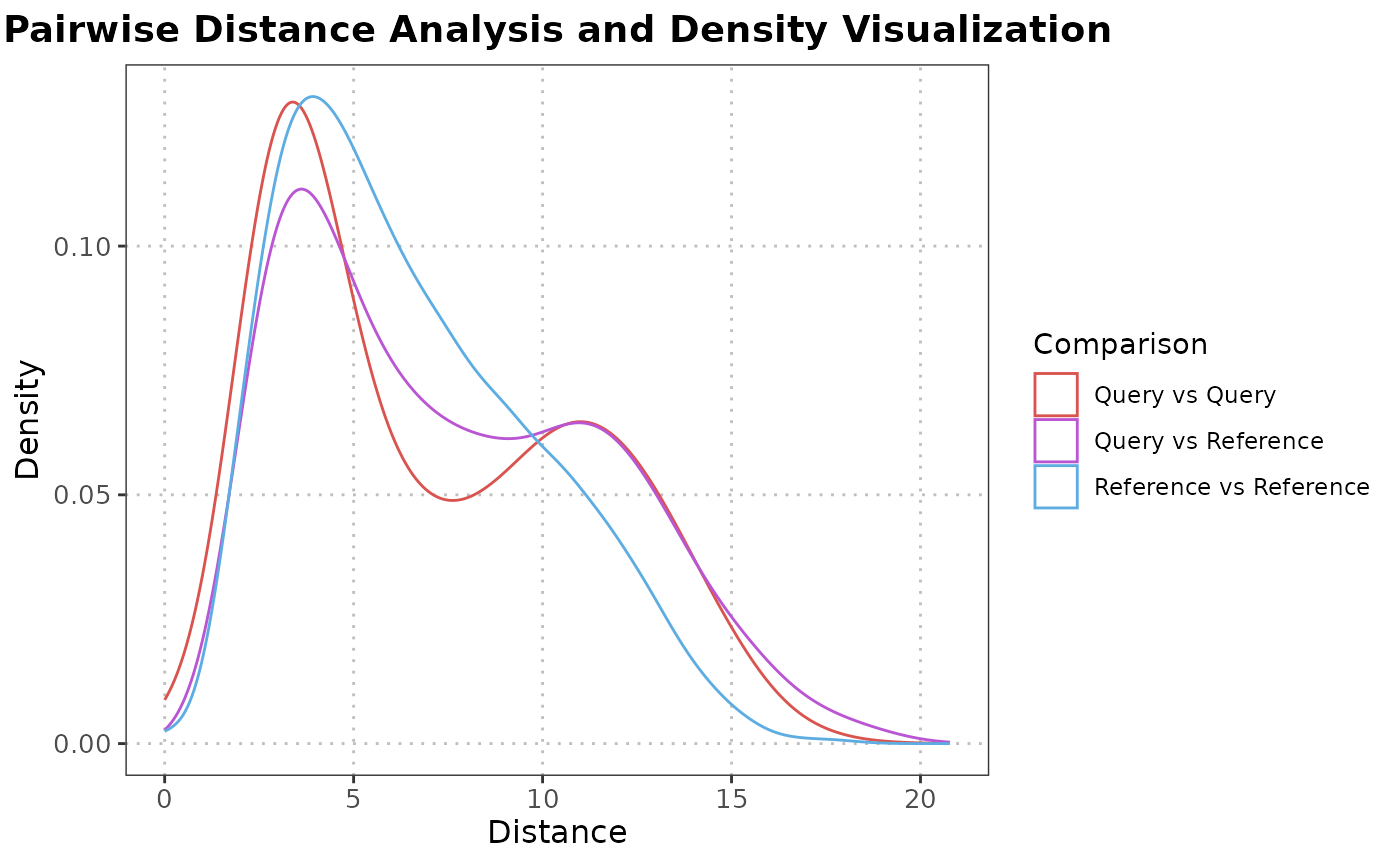 Pairwise Distance Analysis and Density Visualization
0.10
0.05
0.00
Density
0 5 10 15 20
Distance
Comparison
Query vs Query
Query vs Reference
Reference vs Reference